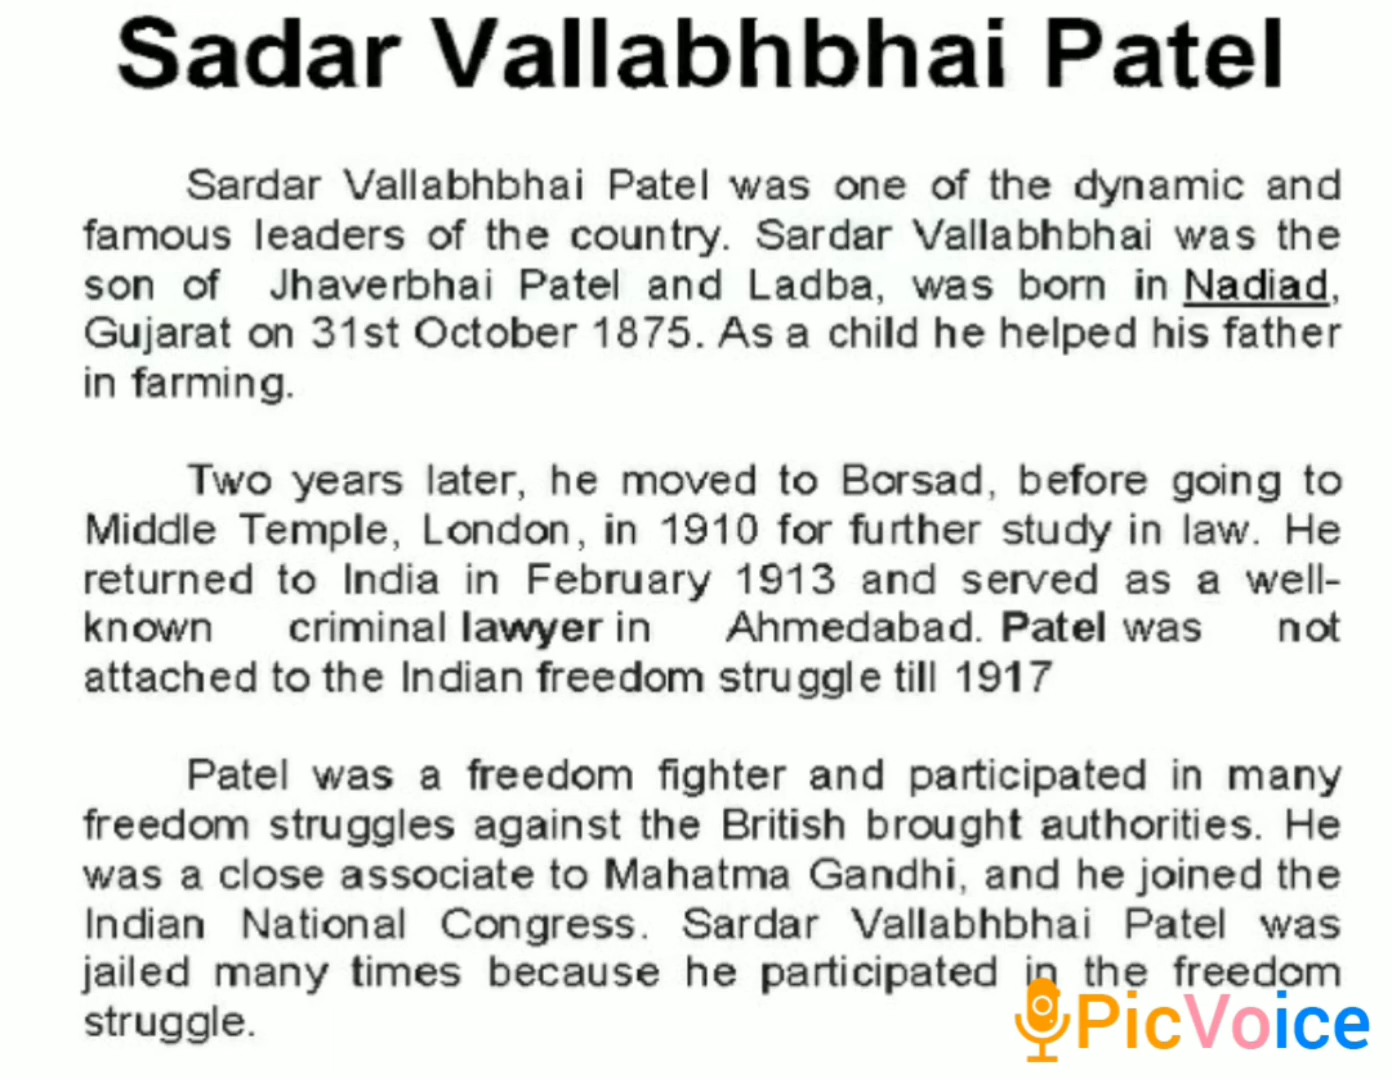 Sadar Vallabhbhai Patel
Sardar Vallabhbhai Patel was one of the dynamic and
famous leaders of the country. Sardar Vallabhbhai was the
son of Jhaverbhai Patel and Ladba, was born in Nadiad,
Gujarat on 31st October 1875. As a child he helped his father
in farming.
Two years later, he moved to Borsad, before going to
Middle Temple, London, in 1910 for further study in law. He
returned to India in February 1913 and served as a well-
known criminal lawyer in Ahmedabad. Patel was not
attached to the Indian freedom struggle till 1917
Patel was a freedom fighter and participated in many
freedom struggles against the British brought authorities. He
was a close associate to Mahatma Gandhi, and he joined the
Indian National Congress. Sardar Vallabhbhai Patel was
jailed many times because he participated in the freedom
struggle.
PicVoice